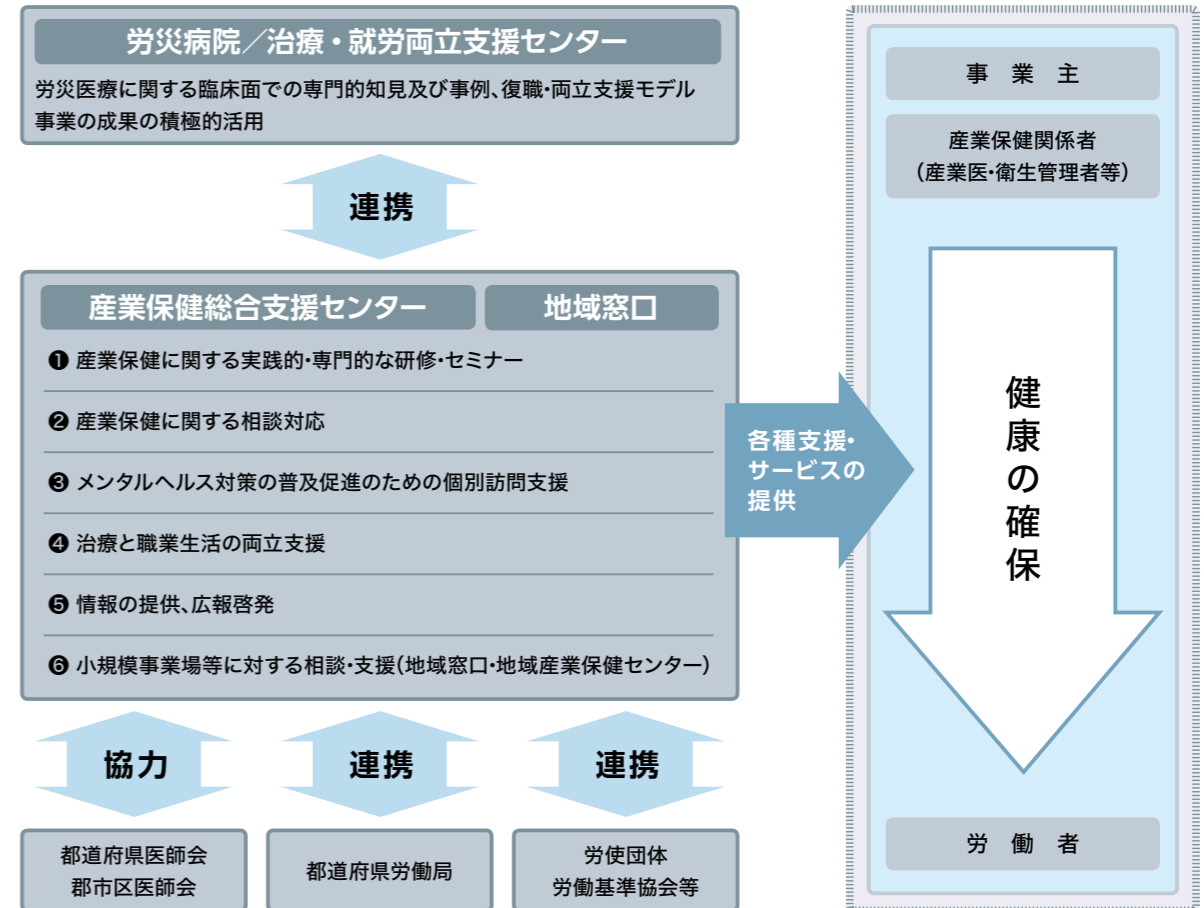 労災病院／治療・就労両立支援センター
労災医療に関する臨床面での専門的知見及び事例、復職・両立支援モデル
事業の成果の積極的活用
連携
産業保健総合支援センター
地域窓口
❶ 産業保健に関する実践的・専門的な研修・セミナー
❷ 産業保健に関する相談対応
❸ メンタルヘルス対策の普及促進のための個別訪問支援
❹ 治療と職業生活の両立支援
❺ 情報の提供、広報啓発
❻ 小規模事業場等に対する相談・支援（地域窓口・地域産業保健センター）
協力
連携
連携
都道府県医師会
郡市区医師会
都道府県労働局
労使団体
労働基準協会等
各種支援・
サービスの
提供
事　業　主
産業保健関係者
（産業医・衛生管理者等）
健康の確保
労　働　者